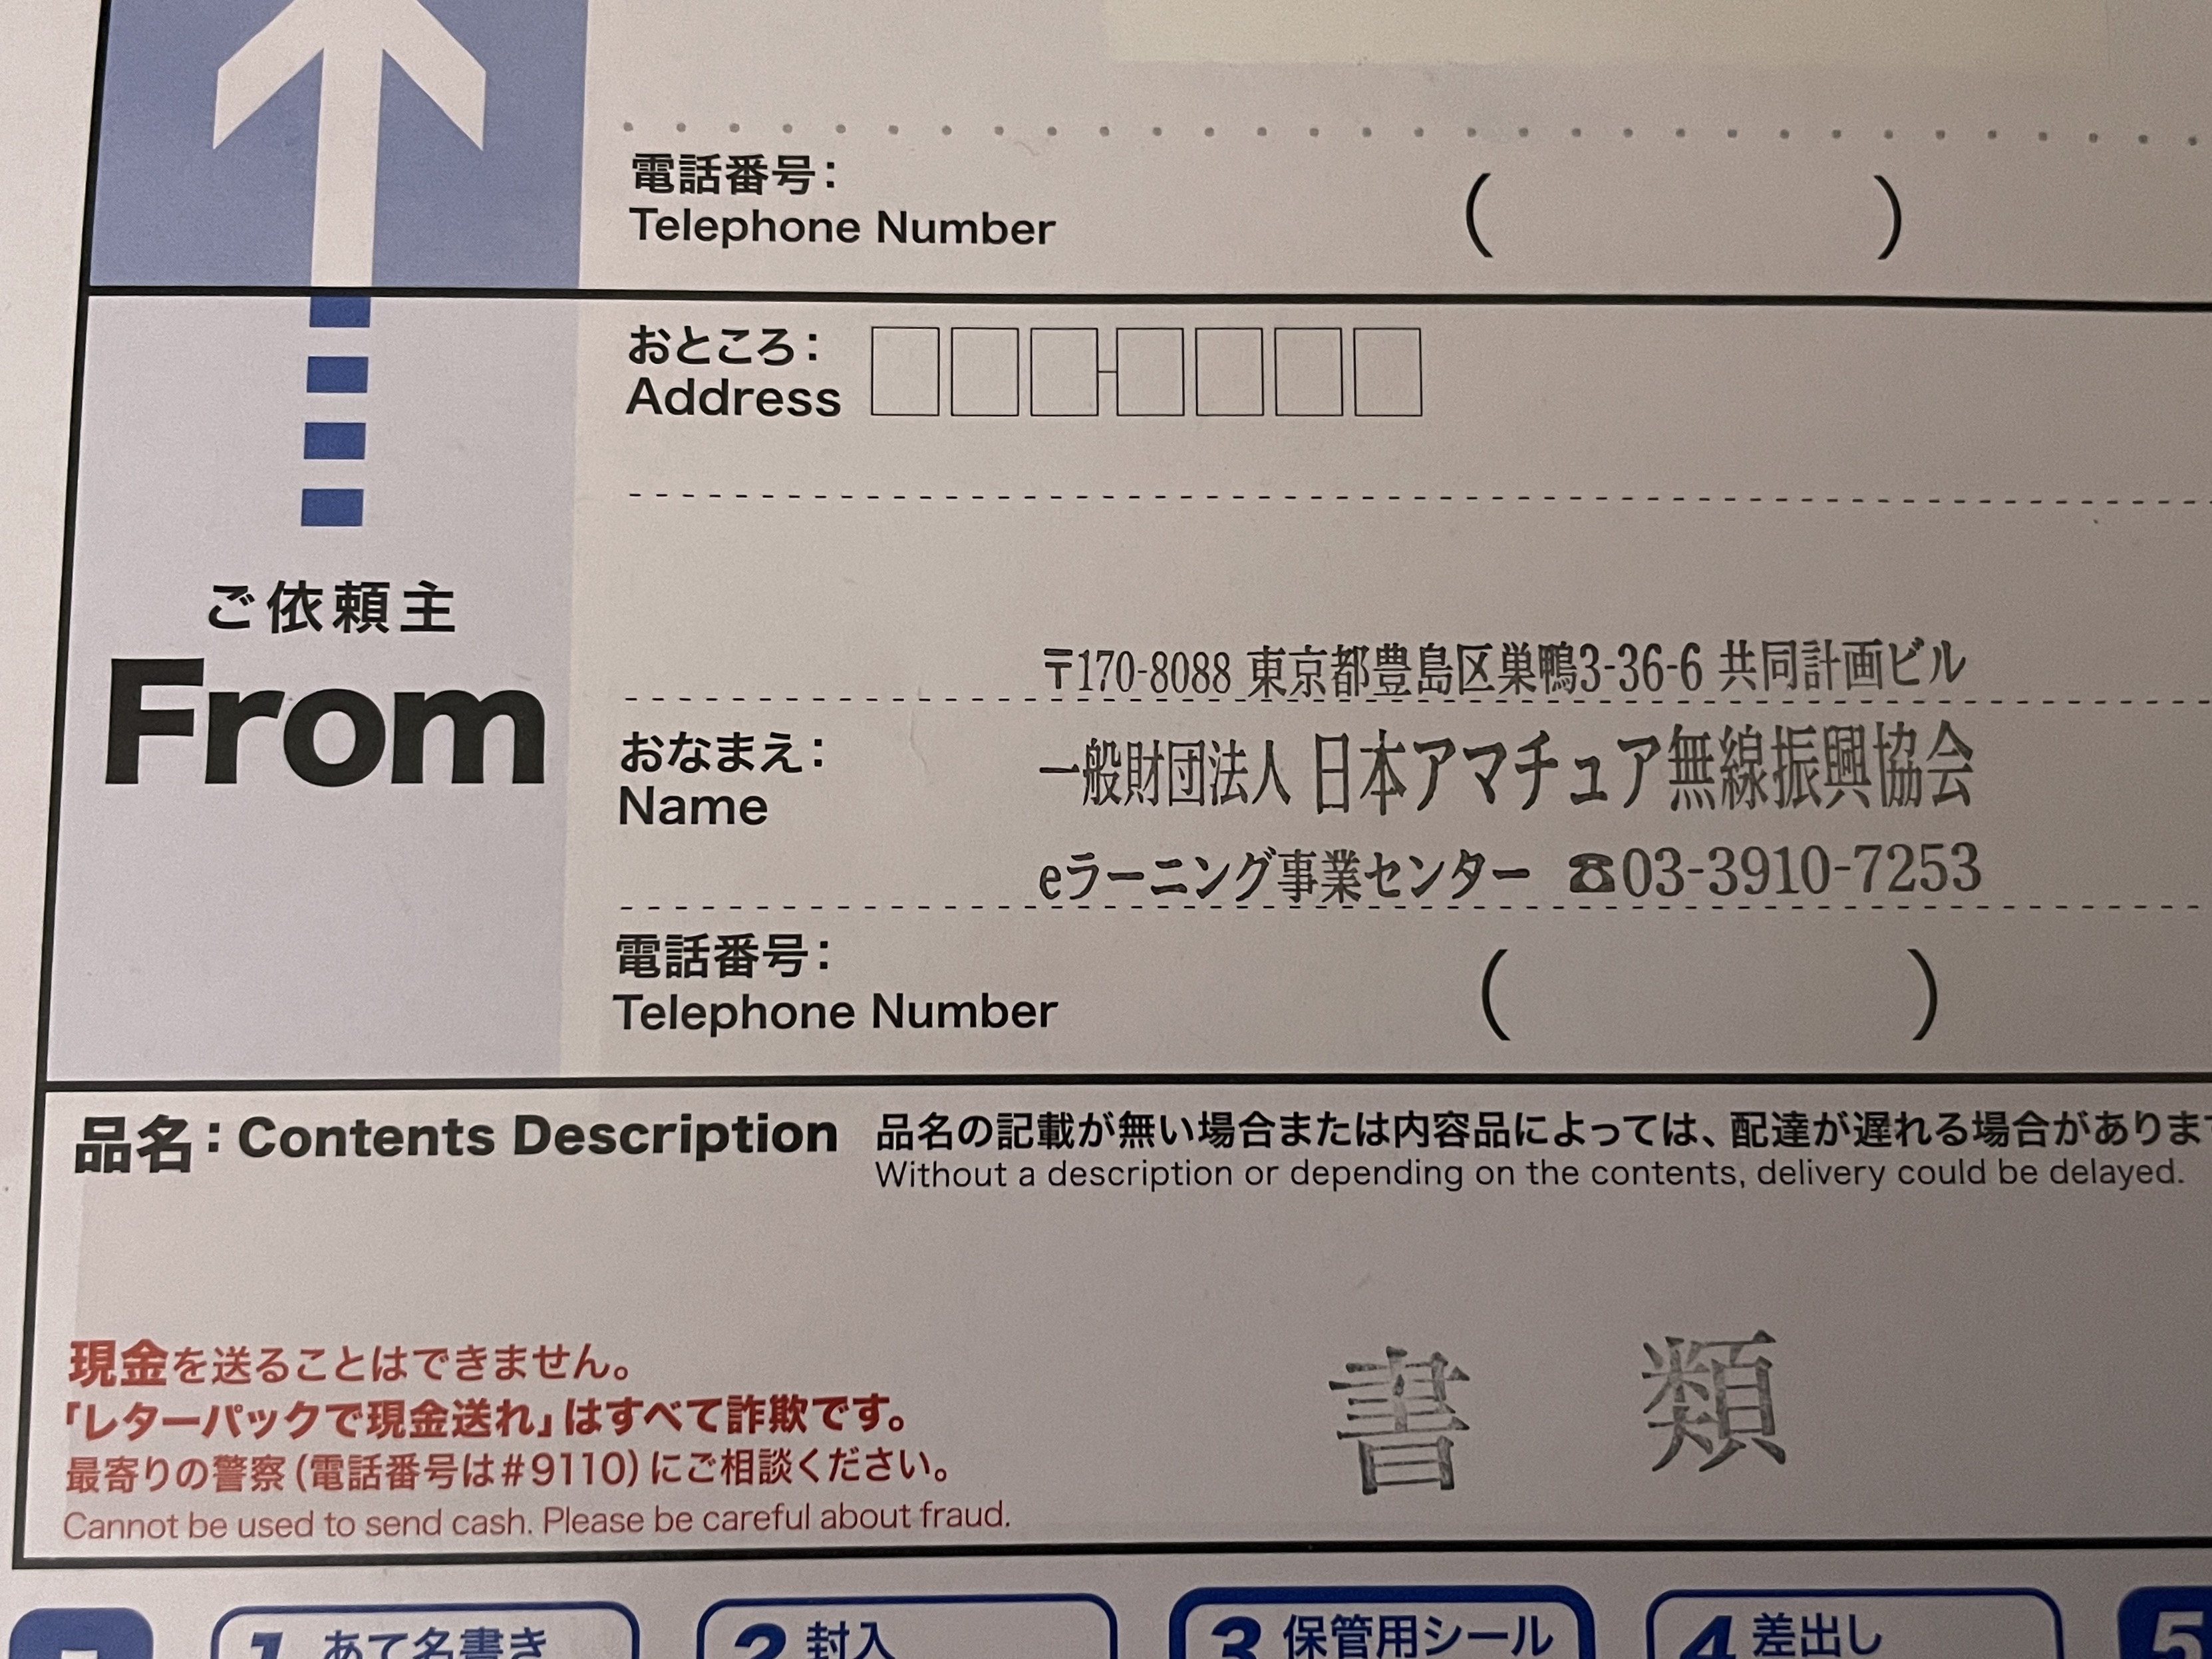 電話番号：
Telephone Number
(　　)
おところ：
Address
ご依頼主
From
〒170-8088 東京都豊島区巣鴨3-36-6 共同計画ビル
おなまえ：
Name
一般財団法人 日本アマチュア無線振興協会
eラーニング事業センター ☎03-3910-7253
電話番号：
Telephone Number
(　　)
品名：Contents Description
品名の記載が無い場合または内容品によっては、配達が遅れる場合がありま
Without a description or depending on the contents, delivery could be delayed.
書　類
現金を送ることはできません。
「レターパックで現金送れ」はすべて詐欺です。
最寄りの警察(電話番号は#9110)にご相談ください。
Cannot be used to send cash. Please be careful about fraud.
1 あて名書き
2 封入
3 保管用シール
4 差出し
5